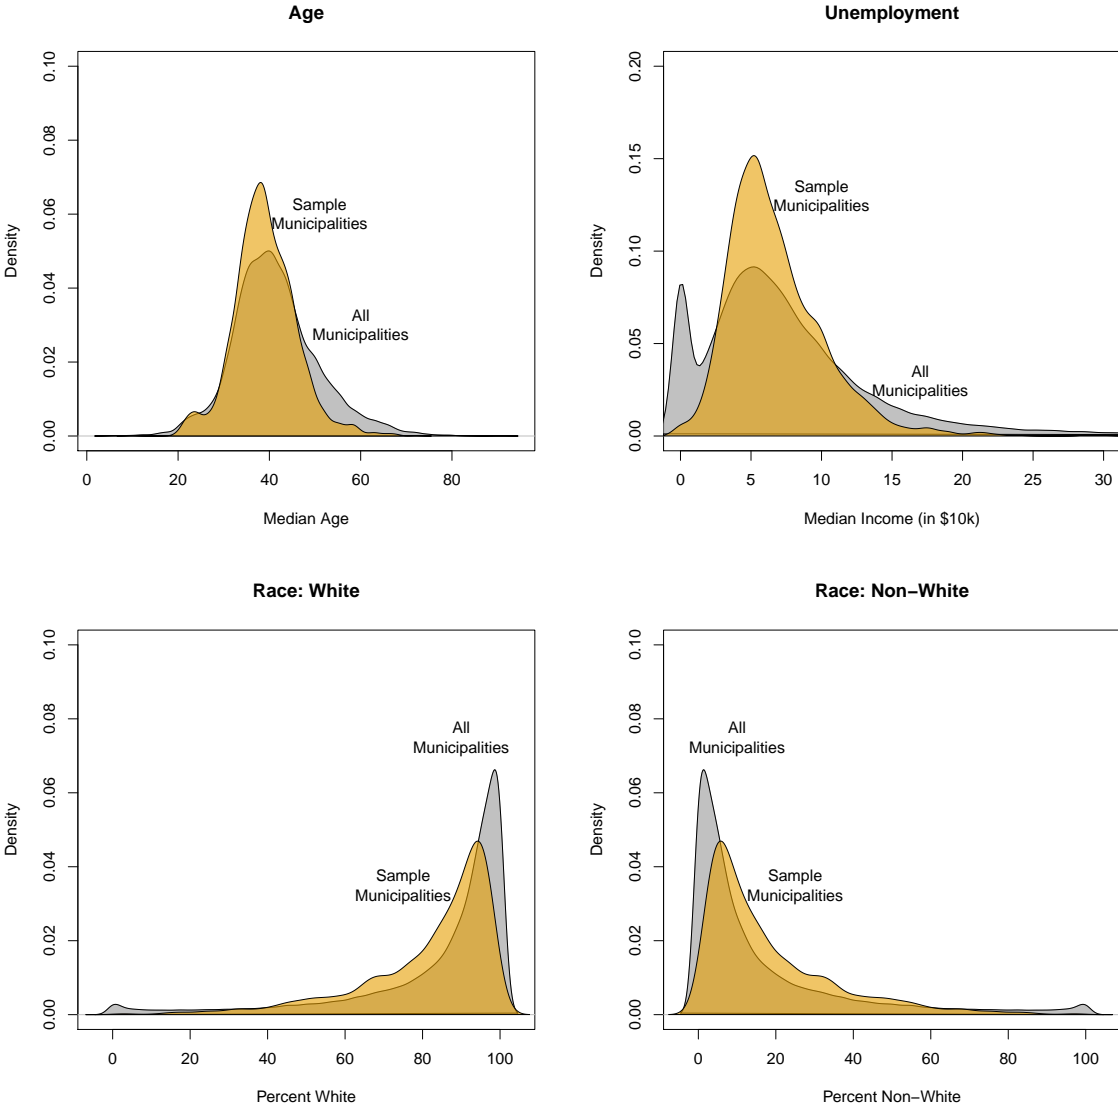 Age
0.10
0.08
0.06
0.04
0.02
0.00
Density
Sample
Municipalities
All
Municipalities
0 20 40 60 80
Median Age
Unemployment
0.20
0.15
0.10
0.05
0.00
Density
Sample
Municipalities
All
Municipalities
0 5 10 15 20 25 30
Median Income (in $10k)
Race: White
0.10
0.08
0.06
0.04
0.02
0.00
Density
All
Municipalities
Sample
Municipalities
0 20 40 60 80 100
Percent White
Race: Non−White
0.10
0.08
0.06
0.04
0.02
0.00
Density
All
Municipalities
Sample
Municipalities
0 20 40 60 80 100
Percent Non−White